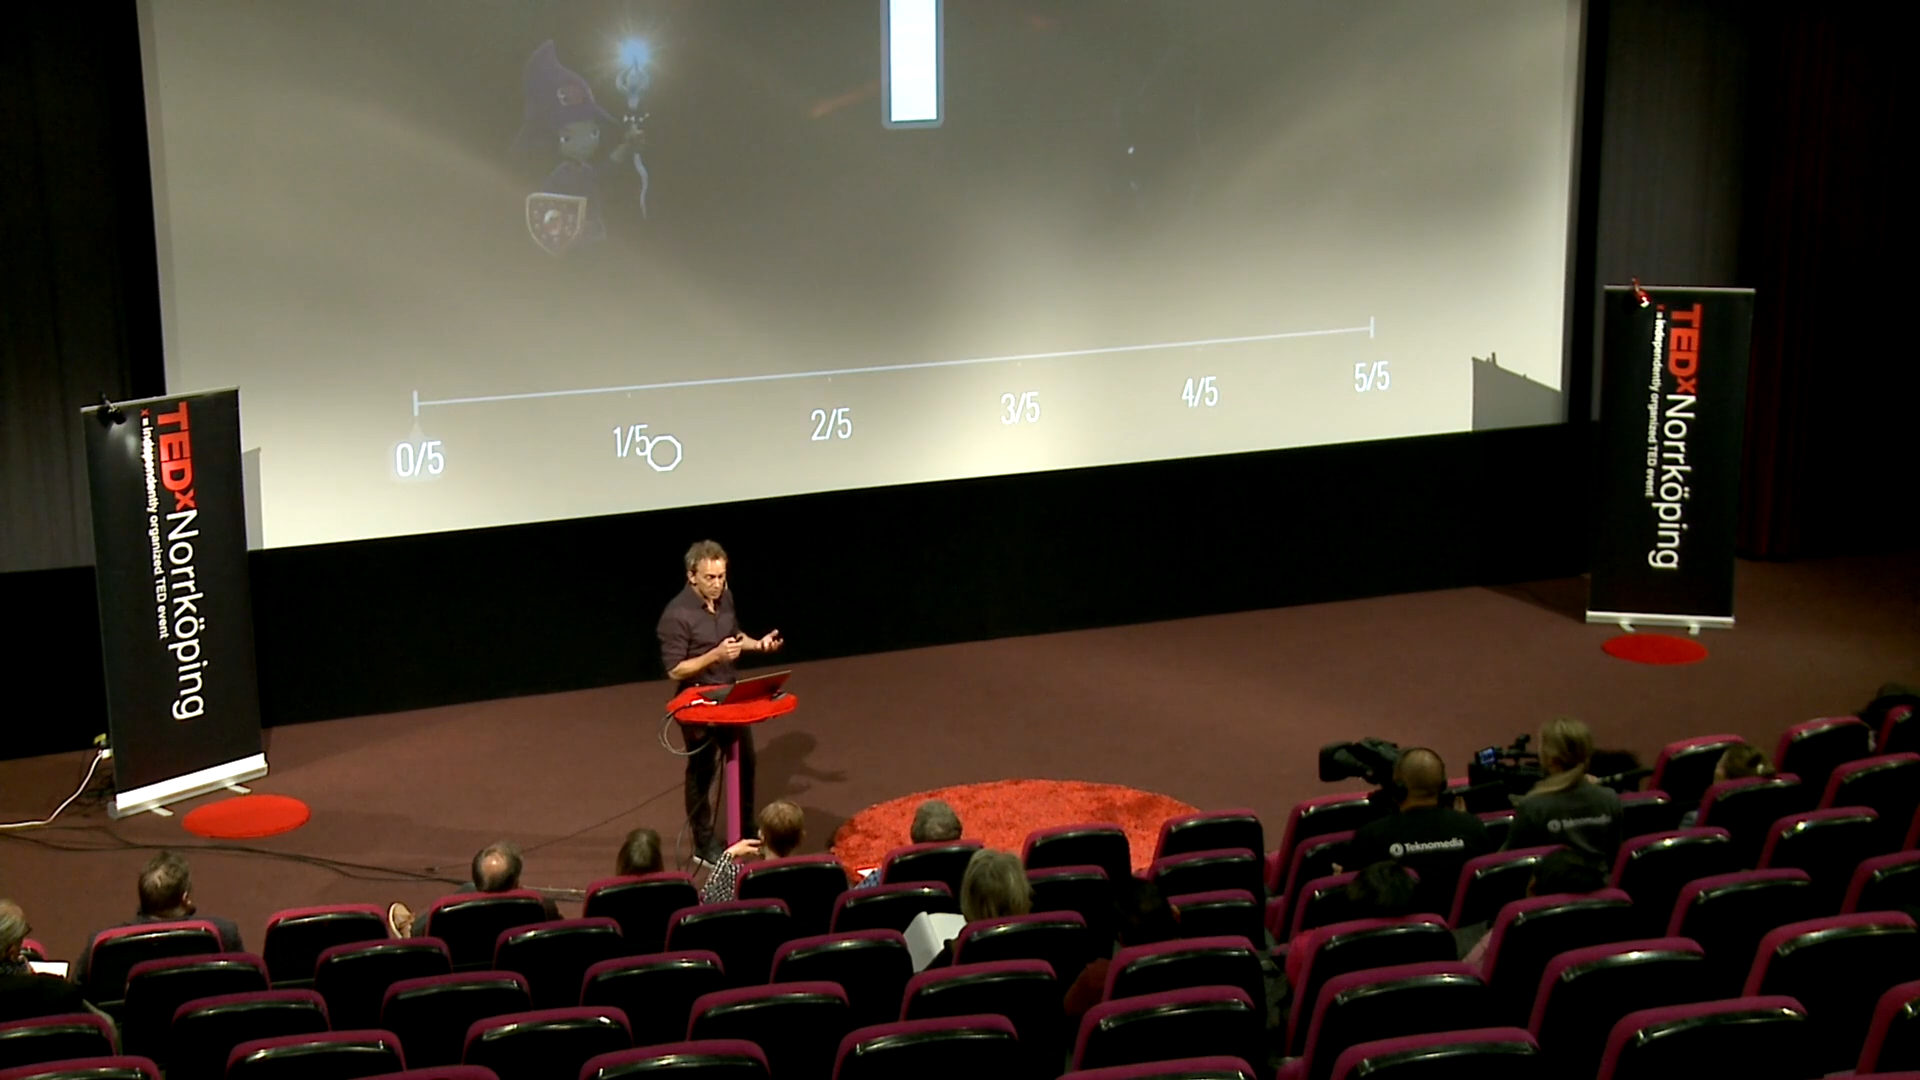 0/5
1/5
2/5
3/5
4/5
5/5
TEDxNorrköping
x = independently organized TED event
TEDxNorrköping
x = independently organized TED event
Teknomedia
Teknomedia